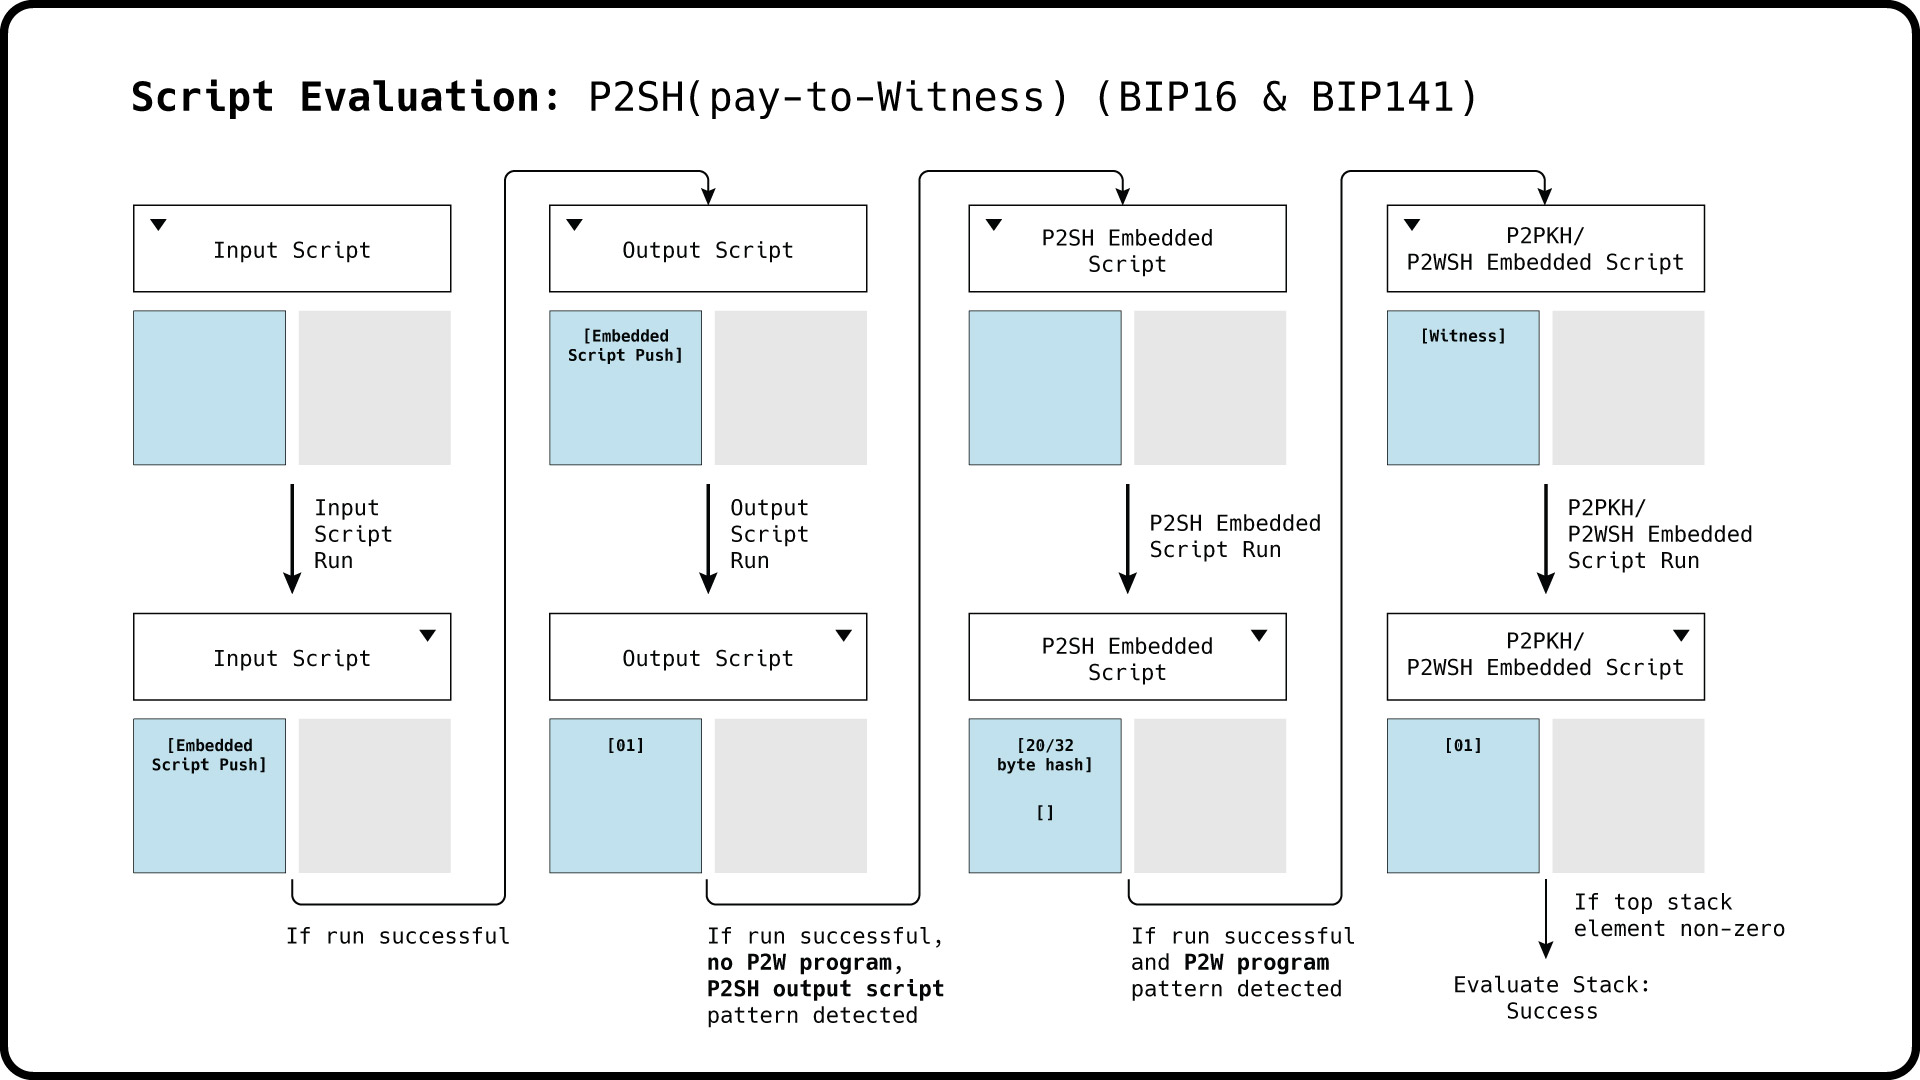 Script Evaluation: P2SH(pay-to-Witness) (BIP16 & BIP141)
Input Script
Output Script
P2SH Embedded
Script
P2PKH/
P2WSH Embedded Script
[Embedded
Script Push]
[Witness]
Input
Script
Run
Output
Script
Run
P2SH Embedded
Script Run
P2PKH/
P2WSH Embedded
Script Run
Input Script
Output Script
P2SH Embedded
Script
P2PKH/
P2WSH Embedded Script
[Embedded
Script Push]
[01]
[20/32
byte hash]
[]
[01]
If run successful
If run successful,
no P2W program,
P2SH output script
pattern detected
If run successful
and P2W program
pattern detected
If top stack
element non-zero
Evaluate Stack:
Success